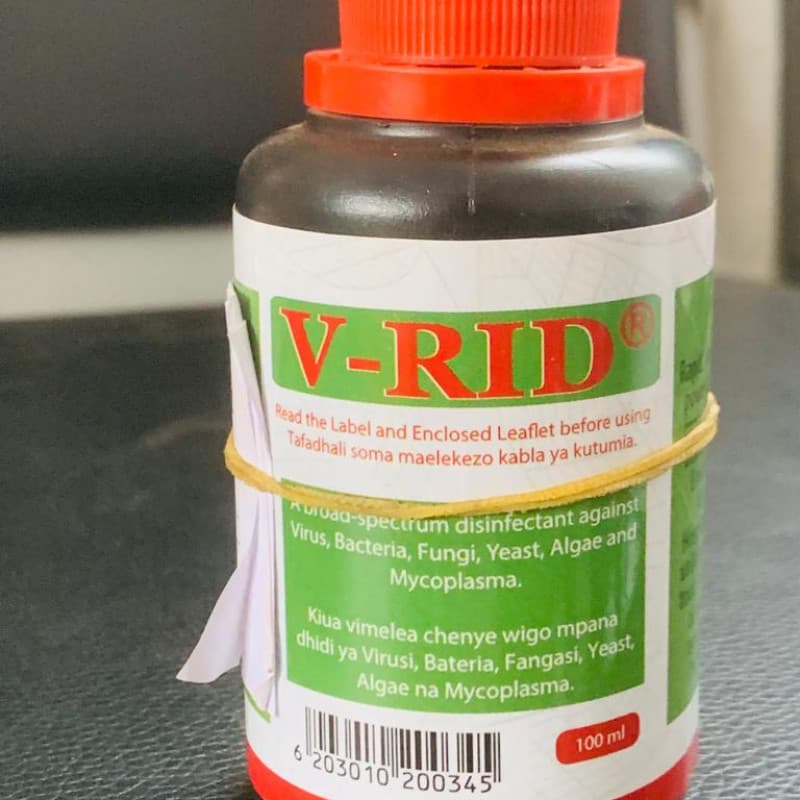 V-RID®
Read the Label and Enclosed Leaflet before using
Tafadhali soma maelekezo kabla ya kutumia.
A broad-spectrum disinfectant against
Virus, Bacteria, Fungi, Yeast, Algae and
Mycoplasma.
Kiua vimelea chenye wigo mpana
dhidi ya Virusi, Bateria, Fangasi, Yeast,
Algae na Mycoplasma.
100 ml
6 203010 200345